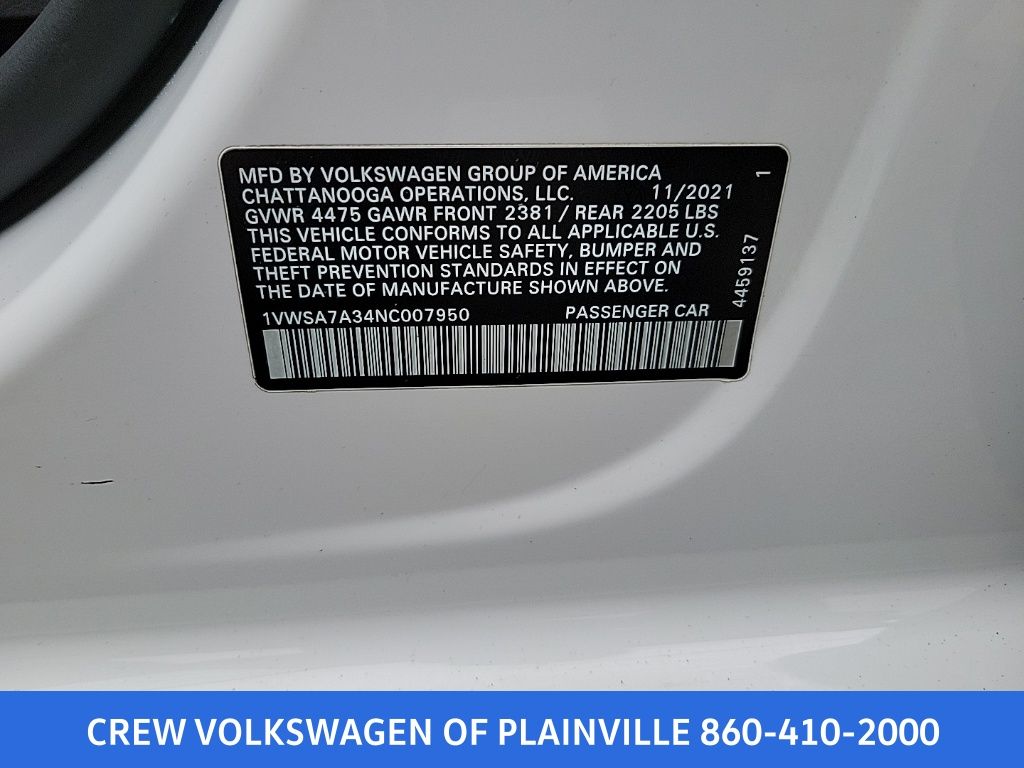 MFD BY VOLKSWAGEN GROUP OF AMERICA
CHATTANOOGA OPERATIONS, LLC. 11/2021 1
GVWR 4475 GAWR FRONT 2381 / REAR 2205 LBS
THIS VEHICLE CONFORMS TO ALL APPLICABLE U.S.
FEDERAL MOTOR VEHICLE SAFETY, BUMPER AND
THEFT PREVENTION STANDARDS IN EFFECT ON
THE DATE OF MANUFACTURE SHOWN ABOVE.
4459137
1VWSA7A34NC007950 PASSENGER CAR
CREW VOLKSWAGEN OF PLAINVILLE 860-410-2000